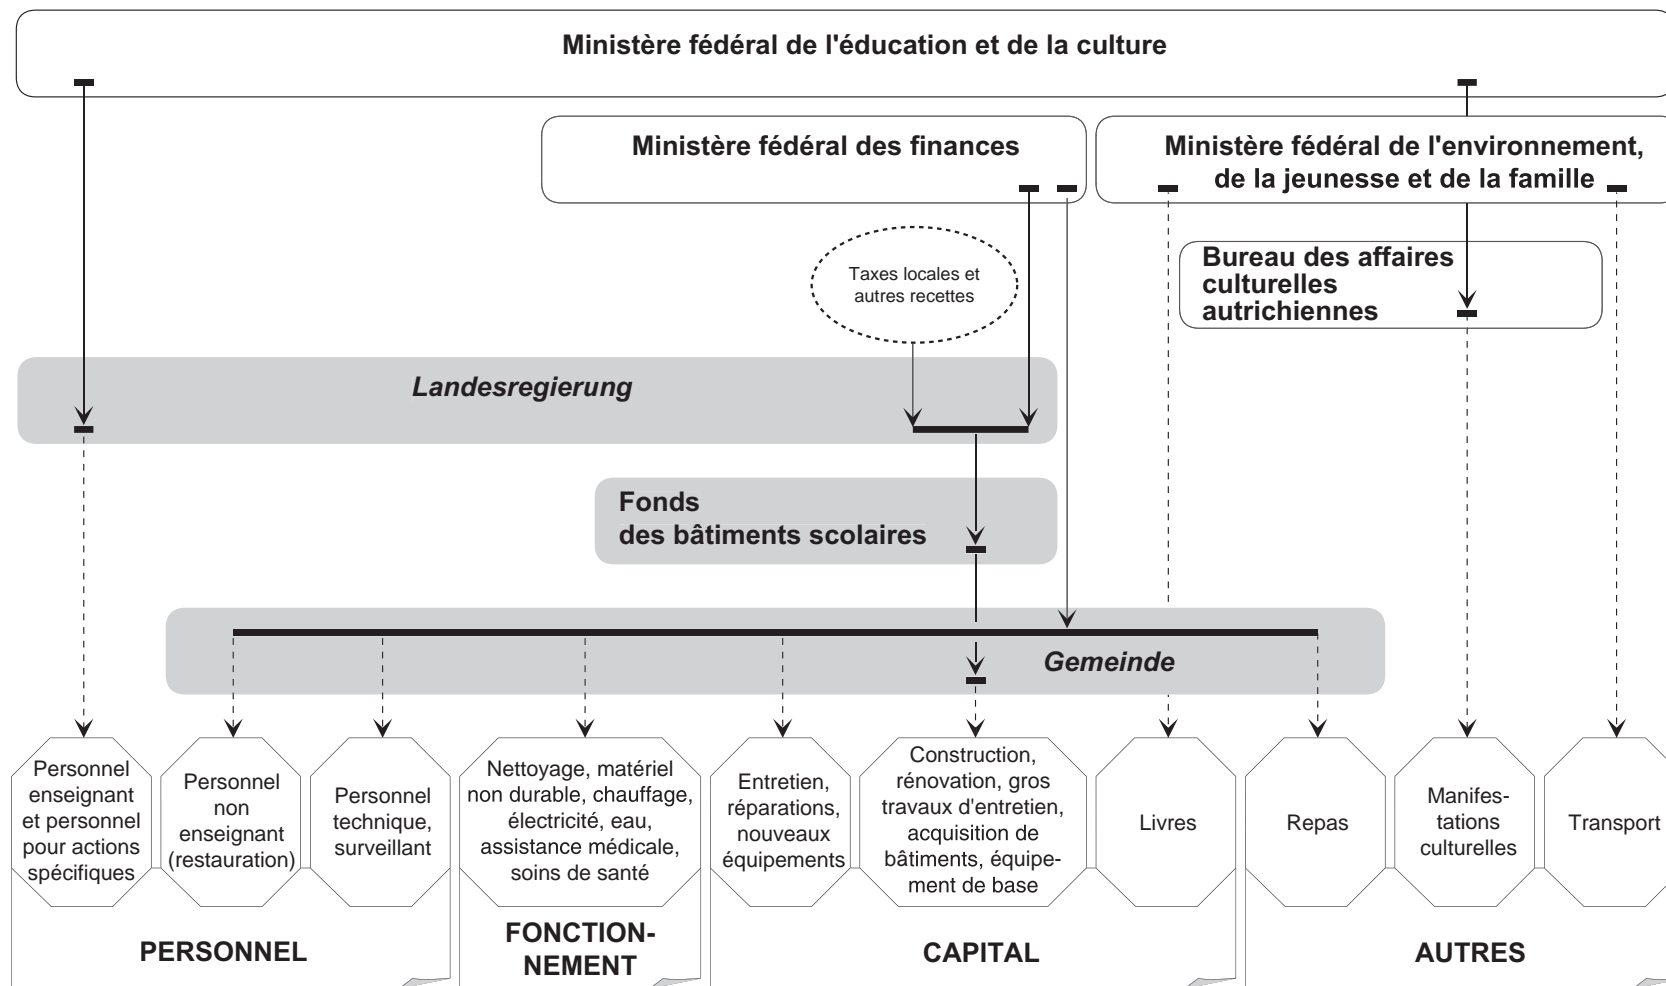 Ministère fédéral de l'éducation et de la culture
Ministère fédéral des finances
Ministère fédéral de l'environnement,
de la jeunesse et de la famille
Taxes locales et
autres recettes
Bureau des affaires
culturelles
autrichiennes
Landesregierung
Fonds
des bâtiments scolaires
Gemeinde
Personnel
enseignant
et personnel
pour actions
spécifiques
Personnel
non
enseignant
(restauration)
Personnel
technique,
surveillant
Nettoyage, matériel
non durable, chauffage,
électricité, eau,
assistance médicale,
soins de santé
Entretien,
réparations,
nouveaux
équipements
Construction,
rénovation, gros
travaux d'entretien,
acquisition de
bâtiments, équipe-
ment de base
Livres
Repas
Manifes-
tations
culturelles
Transport
PERSONNEL
FONCTION-
NEMENT
CAPITAL
AUTRES